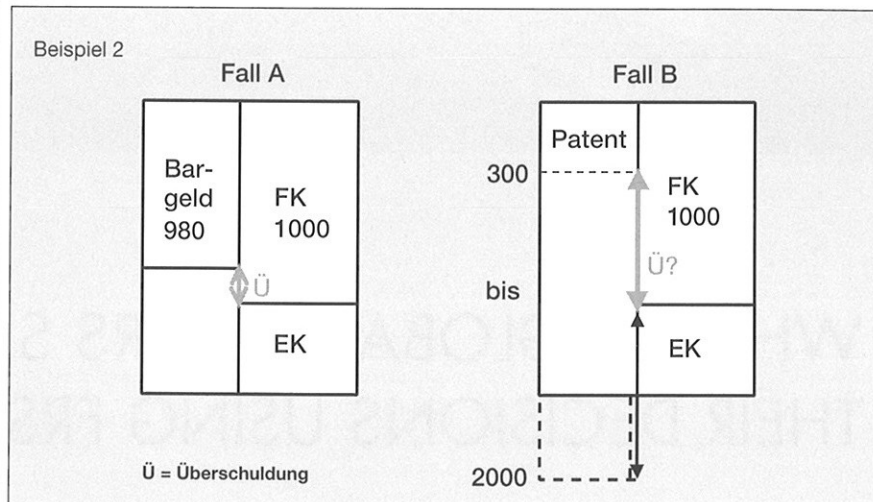 Beispiel 2
Fall A
Bar-
geld
980
FK
1000
Ü
EK
Ü = Überschuldung
Fall B
Patent
300
FK
1000
Ü?
bis
EK
2000